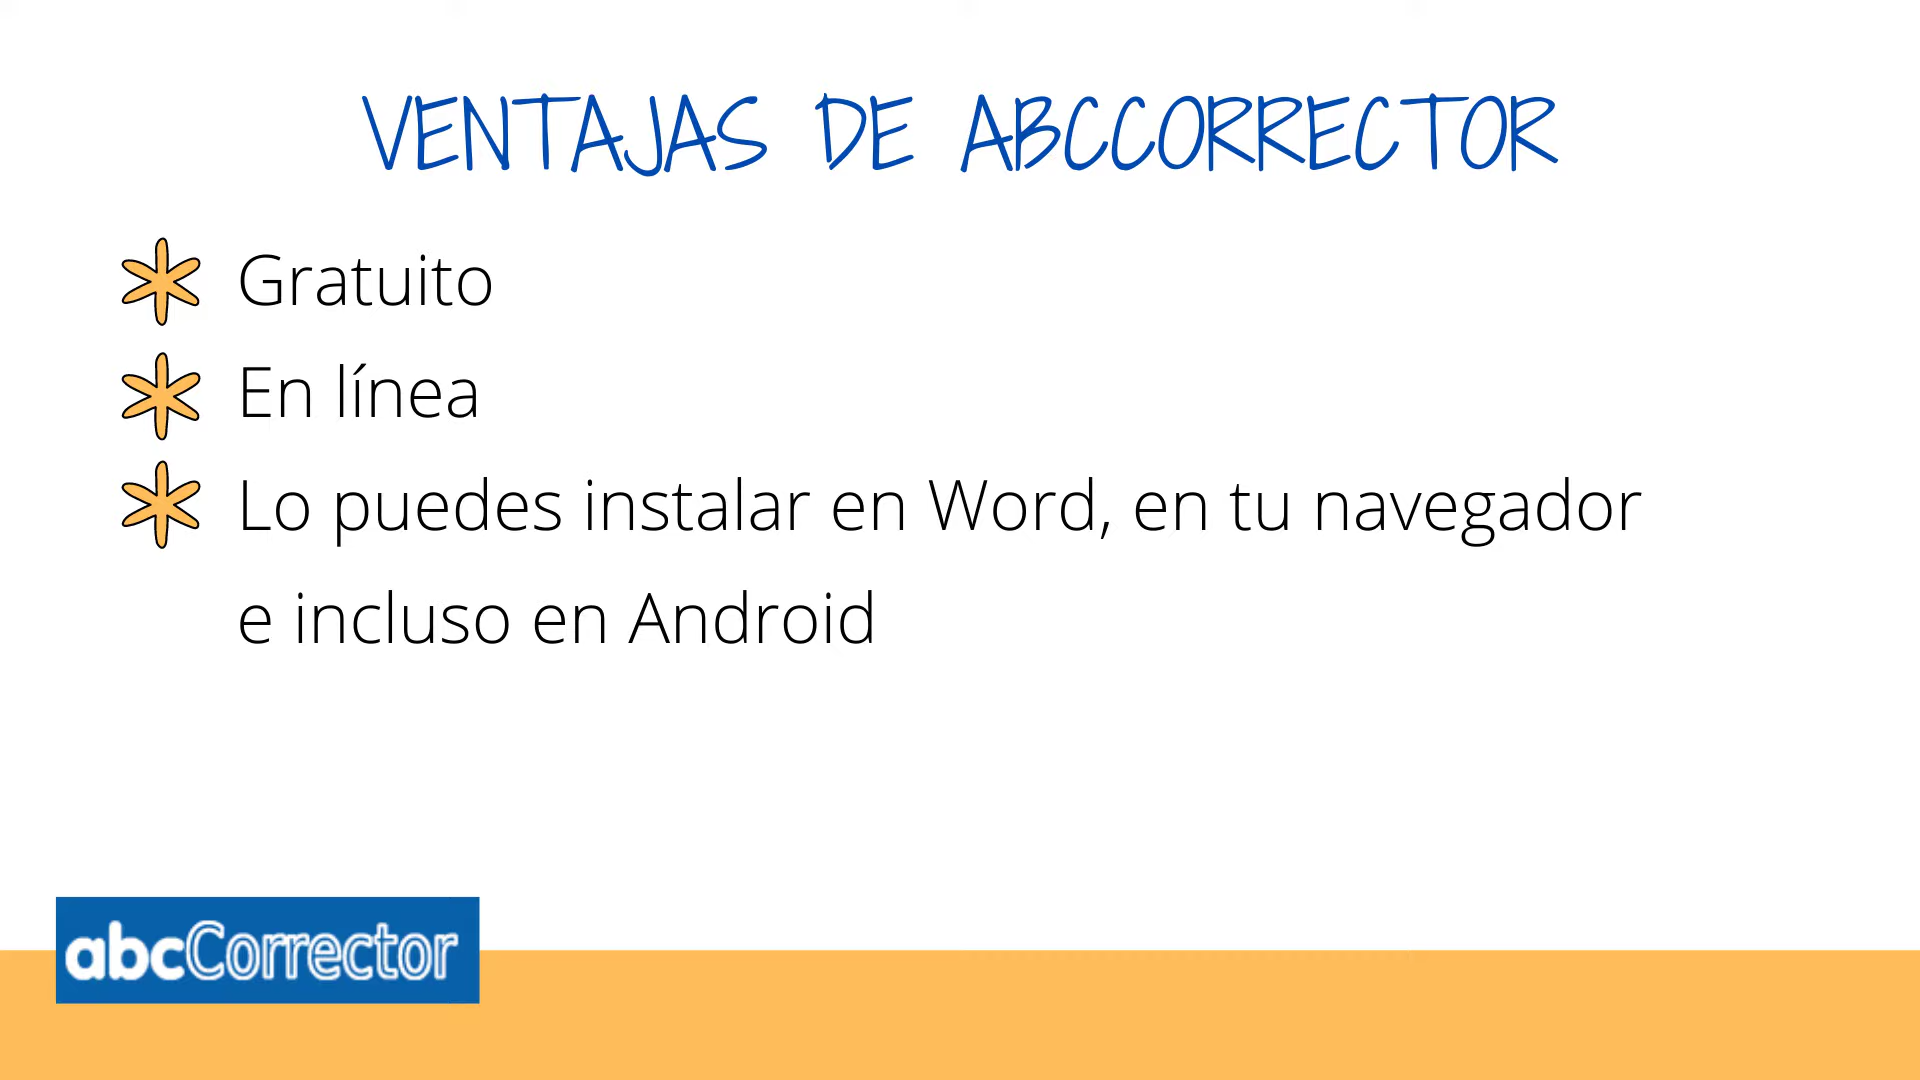 VENTAJAS DE ABCCORRECTOR
Gratuito
En línea
Lo puedes instalar en Word, en tu navegador
e incluso en Android
abcCorrector